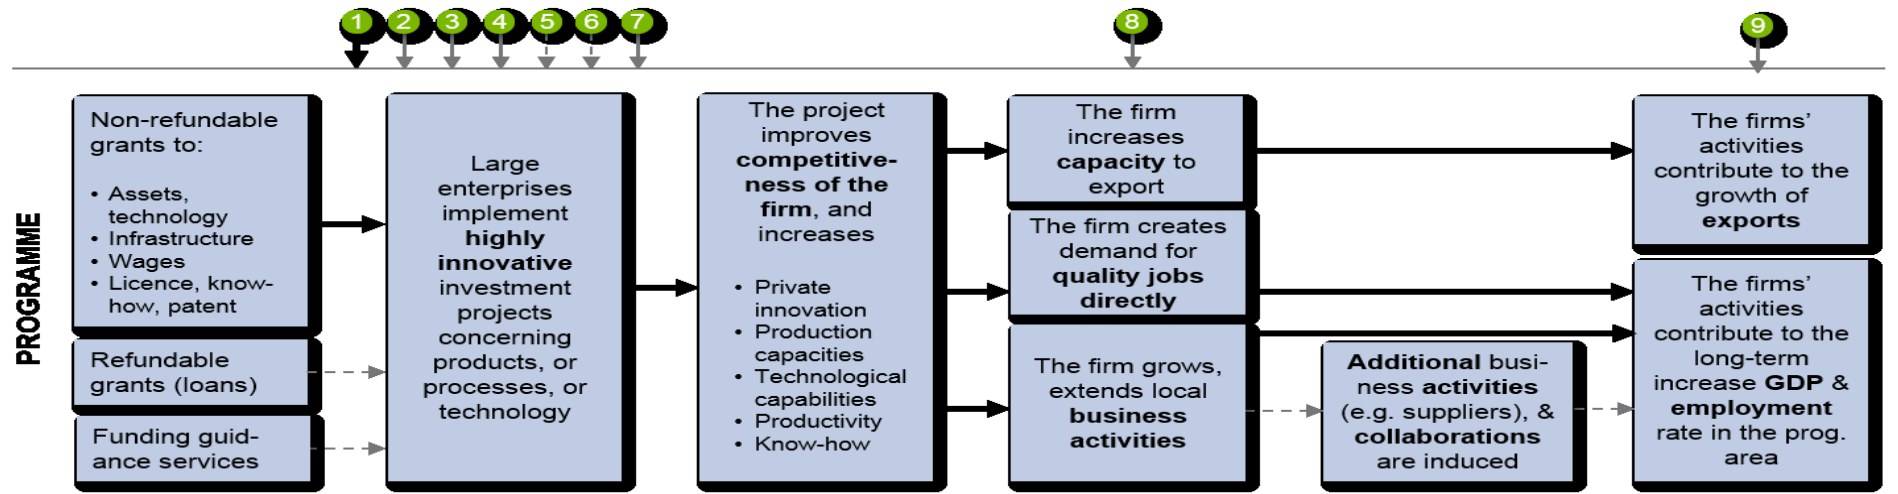 1 2 3 4 5 6 7 8 9
PROGRAMME
Non-refundable
grants to:
• Assets,
technology
• Infrastructure
• Wages
• Licence, know-
how, patent
Refundable
grants (loans)
Funding guid-
ance services
Large
enterprises
implement
highly
innovative
investment
projects
concerning
products, or
processes, or
technology
The project
improves
competitive-
ness of the
firm, and
increases
• Private
innovation
• Production
capacities
• Technological
capabilities
• Productivity
• Know-how
The firm
increases
capacity to
export
The firm creates
demand for
quality jobs
directly
The firm grows,
extends local
business
activities
Additional busi-
ness activities
(e.g. suppliers), &
collaborations
are induced
The firms'
activities
contribute to the
growth of
exports
The firms'
activities
contribute to the
long-term
increase GDP &
employment
rate in the prog.
area